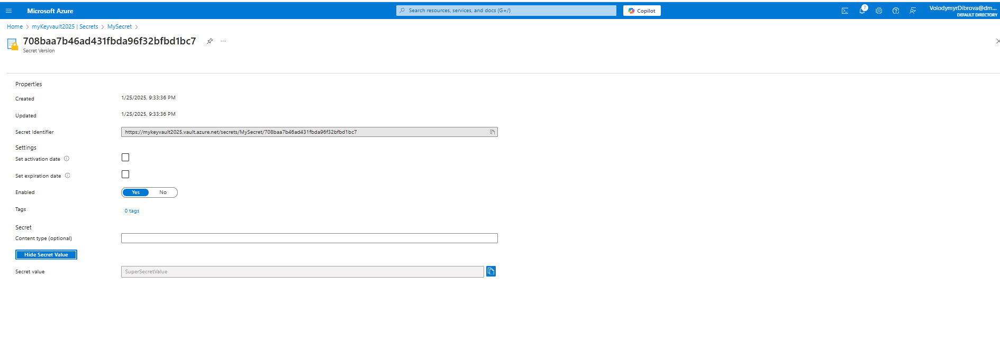 Microsoft Azure
Search resources, services, and docs (G+/)
Copilot
7
VolodymyrDibrova@dm...
DEFAULT DIRECTORY
Home > myKeyvault2025 | Secrets > MySecret >
708baa7b46ad431fbda96f32bfbd1bc7 ...
Secret Version
Properties
Created 1/25/2025, 9:33:36 PM
Updated 1/25/2025, 9:33:36 PM
Secret Identifier https://mykeyvault2025.vault.azure.net/secrets/MySecret/708baa7b46ad431fbda96f32bfbd1bc7
Settings
Set activation date
Set expiration date
Enabled Yes No
Tags 0 tags
Secret
Content type (optional)
Hide Secret Value
Secret value SuperSecretValue